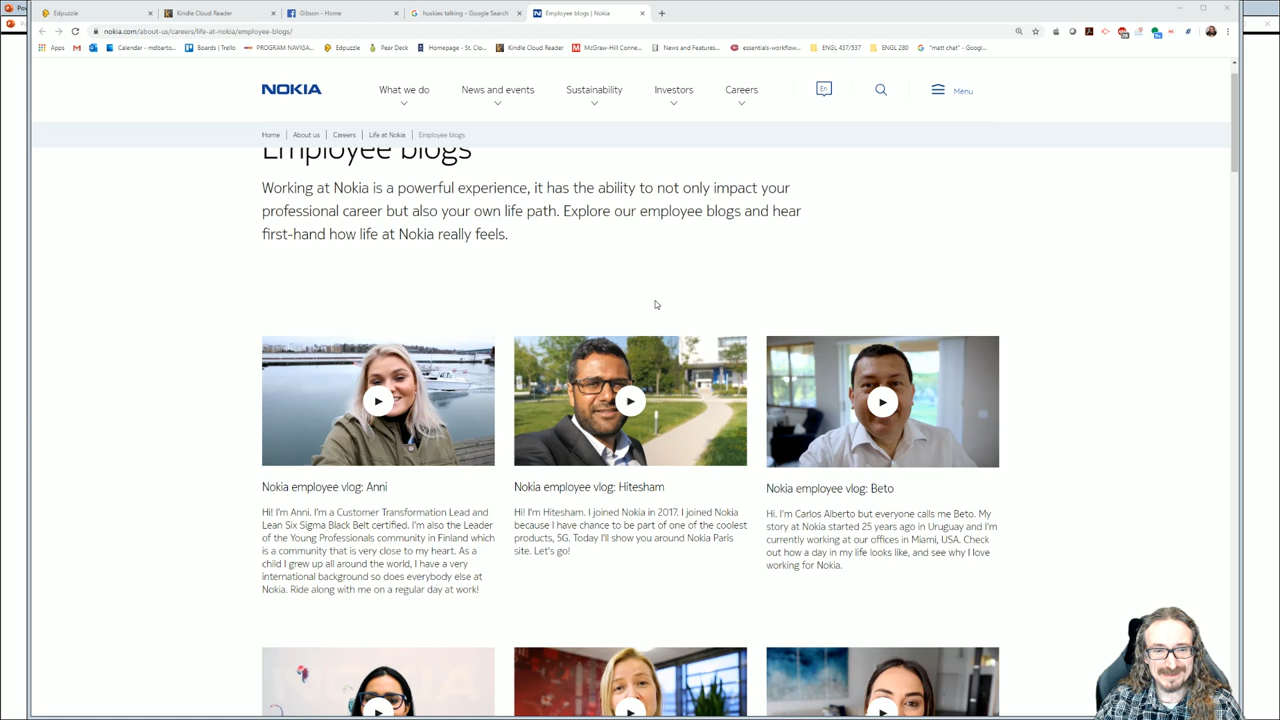 Edpuzzle
Kindle Cloud Reader
Gibson - Home
huskies talking - Google Search
Employee blogs | Nokia
nokia.com/about-us/careers/life-at-nokia/employee-blogs/
Apps
Calendar - mdbarto...
Boards | Trello
PROGRAM NAVIGA...
Edpuzzle
Pear Deck
Homepage - St. Clo...
Kindle Cloud Reader
McGraw-Hill Conne...
News and Features...
essentials-workflow...
ENGL 437/537
ENGL 280
"matt chat" - Googl...
NOKIA
What we do
News and events
Sustainability
Investors
Careers
En
Menu
Home | About us | Careers | Life at Nokia | Employee blogs
Employee blogs
Working at Nokia is a powerful experience, it has the ability to not only impact your
professional career but also your own life path. Explore our employee blogs and hear
first-hand how life at Nokia really feels.
Nokia employee vlog: Anni
Hi! I'm Anni. I'm a Customer Transformation Lead and
Lean Six Sigma Black Belt certified. I'm also the Leader
of the Young Professionals community in Finland which
is a community that is very close to my heart. As a
child I grew up all around the world, I have a very
international background so does everybody else at
Nokia. Ride along with me on a regular day at work!
Nokia employee vlog: Hitesham
Hi! I'm Hitesham. I joined Nokia in 2017. I joined Nokia
because I have chance to be part of one of the coolest
products, 5G. Today I'll show you around Nokia Paris
site. Let's go!
Nokia employee vlog: Beto
Hi. I'm Carlos Alberto but everyone calls me Beto. My
story at Nokia started 25 years ago in Uruguay and I'm
currently working at our offices in Miami, USA. Check
out how a day in my life looks like, and see why I love
working for Nokia.